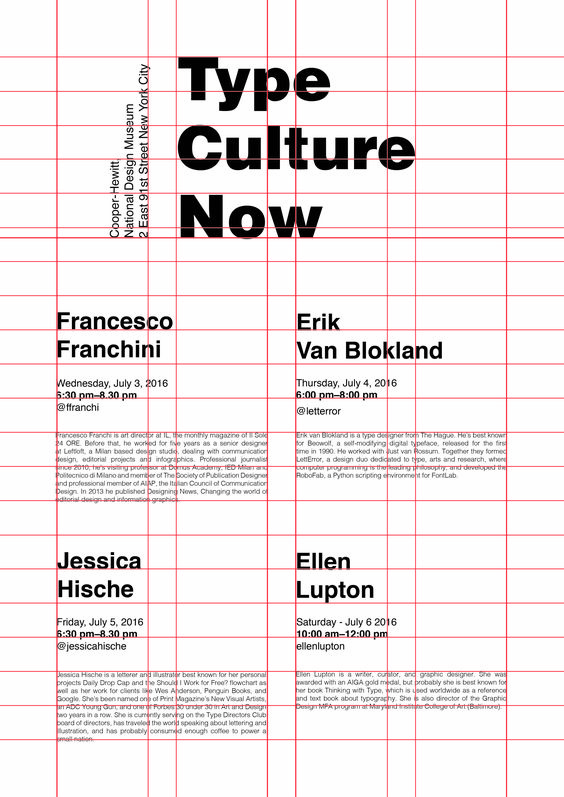 Type
Culture
Now
Cooper-Hewitt.
National Design Museum
2 East 91st Street New York City
Francesco
Franchini
Wednesday, July 3, 2016
6:30 pm–8.30 pm
@ffranchi
Francesco Franchi is art director at IL, the monthly magazine of Il Sole
24 ORE. Before that, he worked for five years as a senior designer
at Leftloft, a Milan based design studio, dealing with communication
design, editorial projects and infographics. Professional journalist
since 2010, he's visiting professor at Domus Academy, IED Milan and
Politecnico di Milano and member of The Society of Publication Designer
and professional member of AIAP, the Italian Council of Communication
Design. In 2013 he published Designing News, Changing the world of
editorial design and information graphics.
Erik
Van Blokland
Thursday, July 4, 2016
6:00 pm–8:00 pm
@letterror
Erik van Blokland is a type designer from The Hague. He's best known
for Beowolf, a self-modifying digital typeface, released for the first
time in 1990. He worked with Just van Rossum. Together they formed
LettError, a design duo dedicated to type, arts and research, where
computer programming is the leading philosophy, and developed the
RoboFab, a Python scripting environment for FontLab.
Jessica
Hische
Friday, July 5, 2016
6:30 pm–8.30 pm
@jessicahische
Jessica Hische is a letterer and illustrator best known for her personal
projects Daily Drop Cap and the Should I Work for Free? flowchart as
well as her work for clients like Wes Anderson, Penguin Books, and
Google. She's been named one of Print Magazine's New Visual Artists,
an ADC Young Gun, and one of Forbes 30 under 30 in Art and Design
two years in a row. She is currently serving on the Type Directors Club
board of directors, has traveled the world speaking about lettering and
illustration, and has probably consumed enough coffee to power a
small nation.
Ellen
Lupton
Saturday - July 6 2016
10:00 am–12:00 pm
ellenlupton
Ellen Lupton is a writer, curator, and graphic designer. She was
awarded with an AIGA gold medal, but probably she is best known for
her book Thinking with Type, which is used worldwide as a reference
and text book about typography. She is also director of the Graphic
Design MFA program at Maryland Institute College of Art (Baltimore).